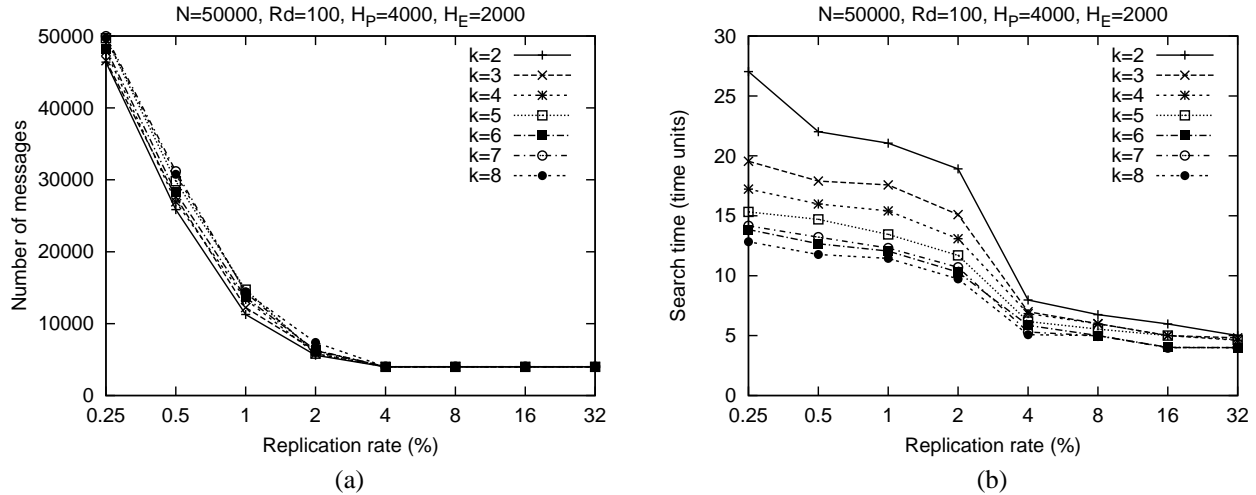 N=50000, Rd=100, H_P=4000, H_E=2000
50000
40000
30000
20000
10000
0
0.25 0.5 1 2 4 8 16 32
Number of messages
Replication rate (%)
k=2
k=3
k=4
k=5
k=6
k=7
k=8
(a)
N=50000, Rd=100, H_P=4000, H_E=2000
30
25
20
15
10
5
0
0.25 0.5 1 2 4 8 16 32
Search time (time units)
Replication rate (%)
k=2
k=3
k=4
k=5
k=6
k=7
k=8
(b)